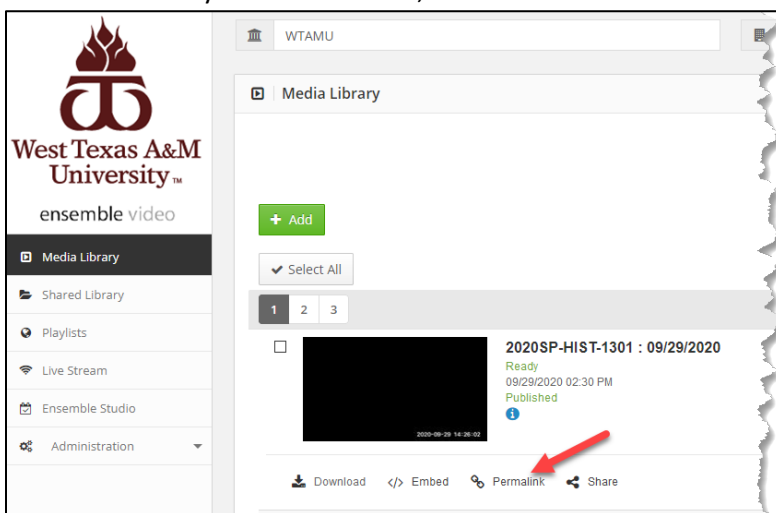 WTAMU
Media Library
West Texas A&M
University™
ensemble video
+ Add
Media Library
Select All
Shared Library
1 2 3
Playlists
2020SP-HIST-1301 : 09/29/2020
Ready
Live Stream
09/29/2020 02:30 PM
Published
Ensemble Studio
2020-09-29 14:26:02
Administration
Download </> Embed Permalink Share